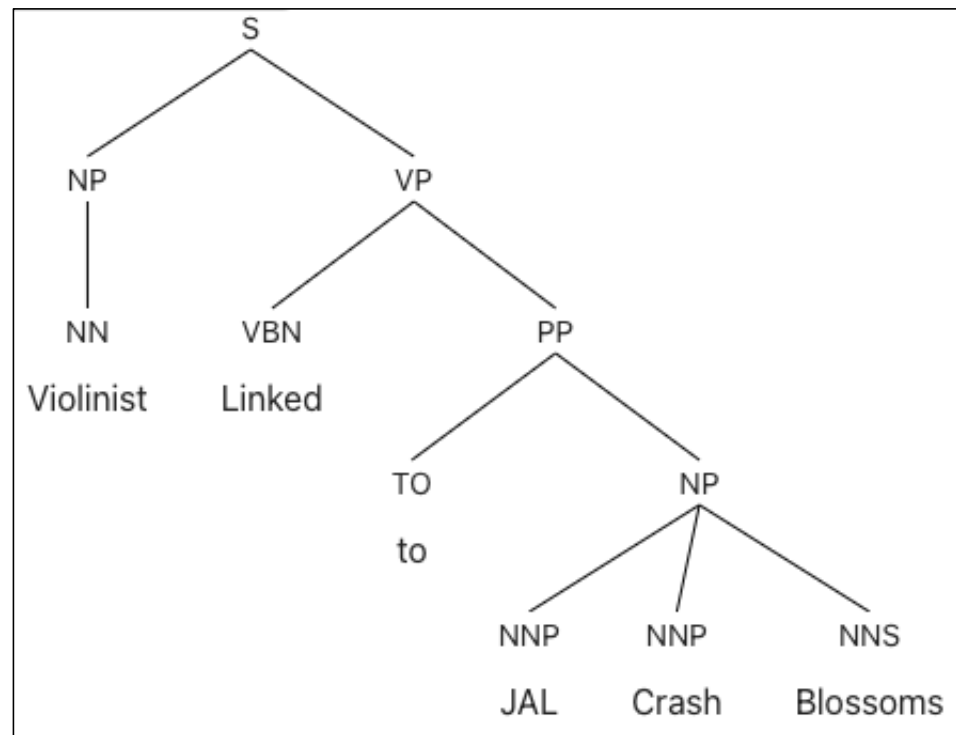 S
NP VP
NN VBN PP
Violinist Linked
TO NP
to
NNP NNP NNS
JAL Crash Blossoms